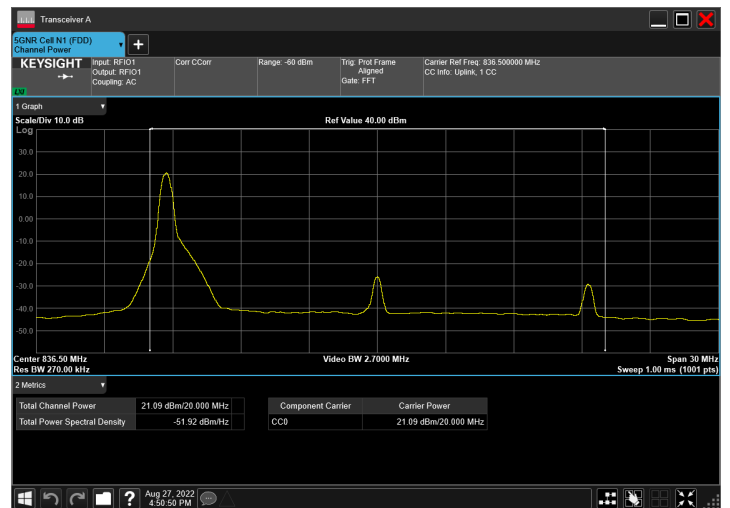 Transceiver A
5GNR Cell N1 (FDD)
Channel Power
+
KEYSIGHT
Input: RFIO1
Output: RFIO1
Coupling: AC
Corr CCorr
Range: -60 dBm
Trig: Prot Frame
Aligned
Gate: FFT
Carrier Ref Freq: 836.500000 MHz
CC Info: Uplink, 1 CC
LXI
1 Graph
Scale/Div 10.0 dB
Ref Value 40.00 dBm
Log
30.0
20.0
10.0
0.00
-10.0
-20.0
-30.0
-40.0
-50.0
Center 836.50 MHz
Video BW 2.7000 MHz
Span 30 MHz
Res BW 270.00 kHz
Sweep 1.00 ms (1001 pts)
2 Metrics
Total Channel Power 21.09 dBm/20.000 MHz
Total Power Spectral Density -51.92 dBm/Hz
Component Carrier Carrier Power
CC0 21.09 dBm/20.000 MHz
?
Aug 27, 2022
4:50:50 PM